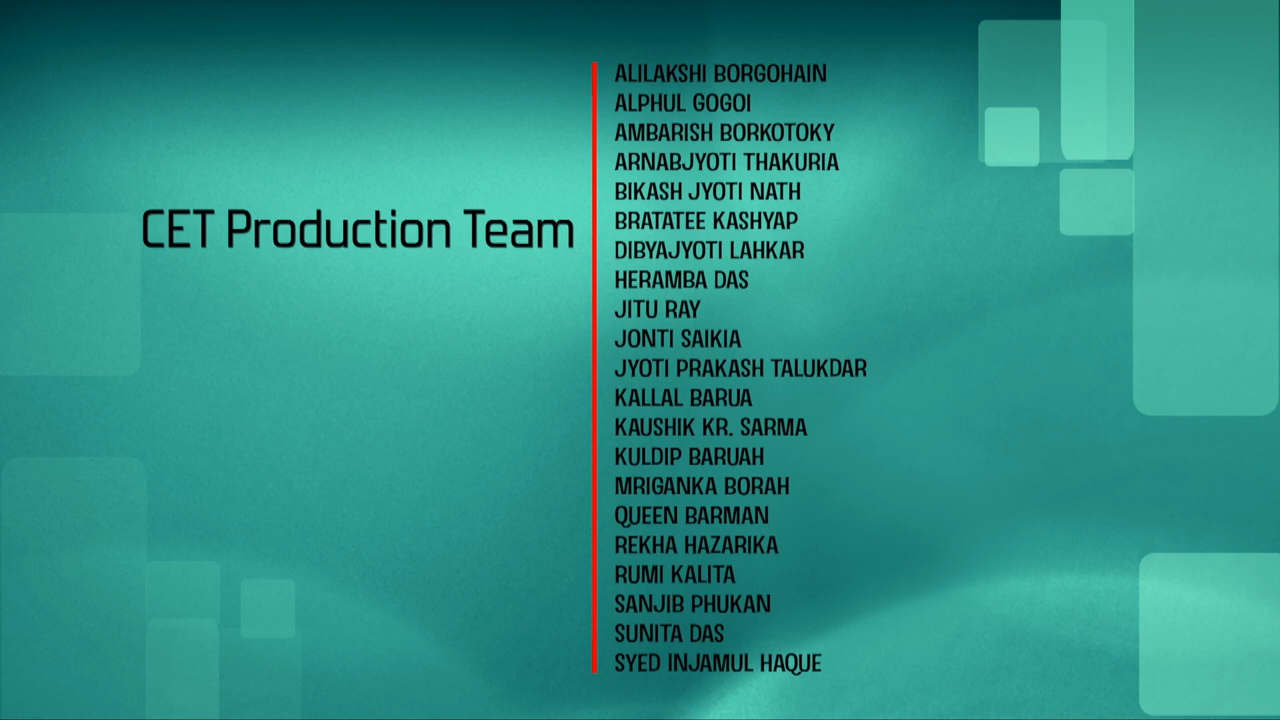 CET Production Team
ALILAKSHI BORGOHAIN
ALPHUL GOGOI
AMBARISH BORKOTOKY
ARNABJYOTI THAKURIA
BIKASH JYOTI NATH
BRATATEE KASHYAP
DIBYAJYOTI LAHKAR
HERAMBA DAS
JITU RAY
JONTI SAIKIA
JYOTI PRAKASH TALUKDAR
KALLAL BARUA
KAUSHIK KR. SARMA
KULDIP BARUAH
MRIGANKA BORAH
QUEEN BARMAN
REKHA HAZARIKA
RUMI KALITA
SANJIB PHUKAN
SUNITA DAS
SYED INJAMUL HAQUE